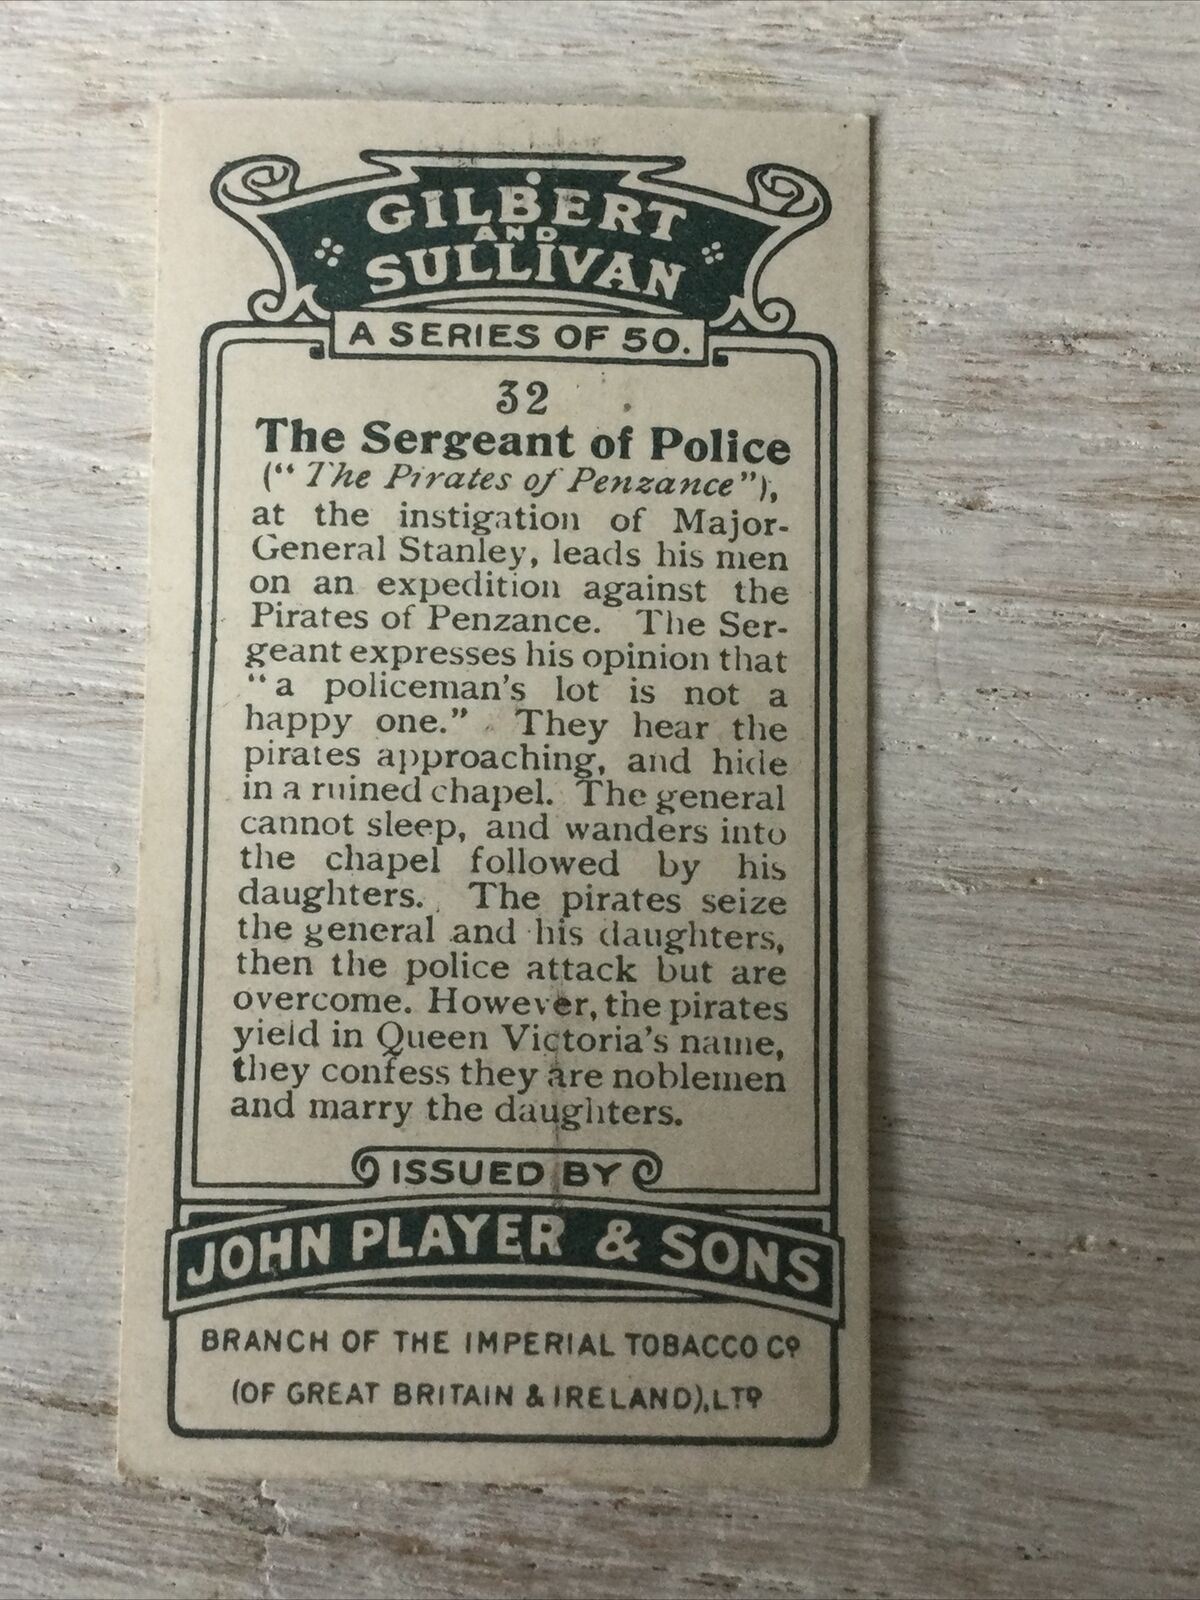 GILBERT
AND
SULLIVAN
A SERIES OF 50.
32
The Sergeant of Police
(“The Pirates of Penzance”),
at the instigation of Major-
General Stanley, leads his men
on an expedition against the
Pirates of Penzance. The Ser-
geant expresses his opinion that
“a policeman's lot is not a
happy one.” They hear the
pirates approaching, and hide
in a ruined chapel. The general
cannot sleep, and wanders into
the chapel followed by his
daughters. The pirates seize
the general and his daughters,
then the police attack but are
overcome. However, the pirates
yield in Queen Victoria's name,
they confess they are noblemen
and marry the daughters.
ISSUED BY
JOHN PLAYER & SONS
BRANCH OF THE IMPERIAL TOBACCO Cº
(OF GREAT BRITAIN & IRELAND), LTD